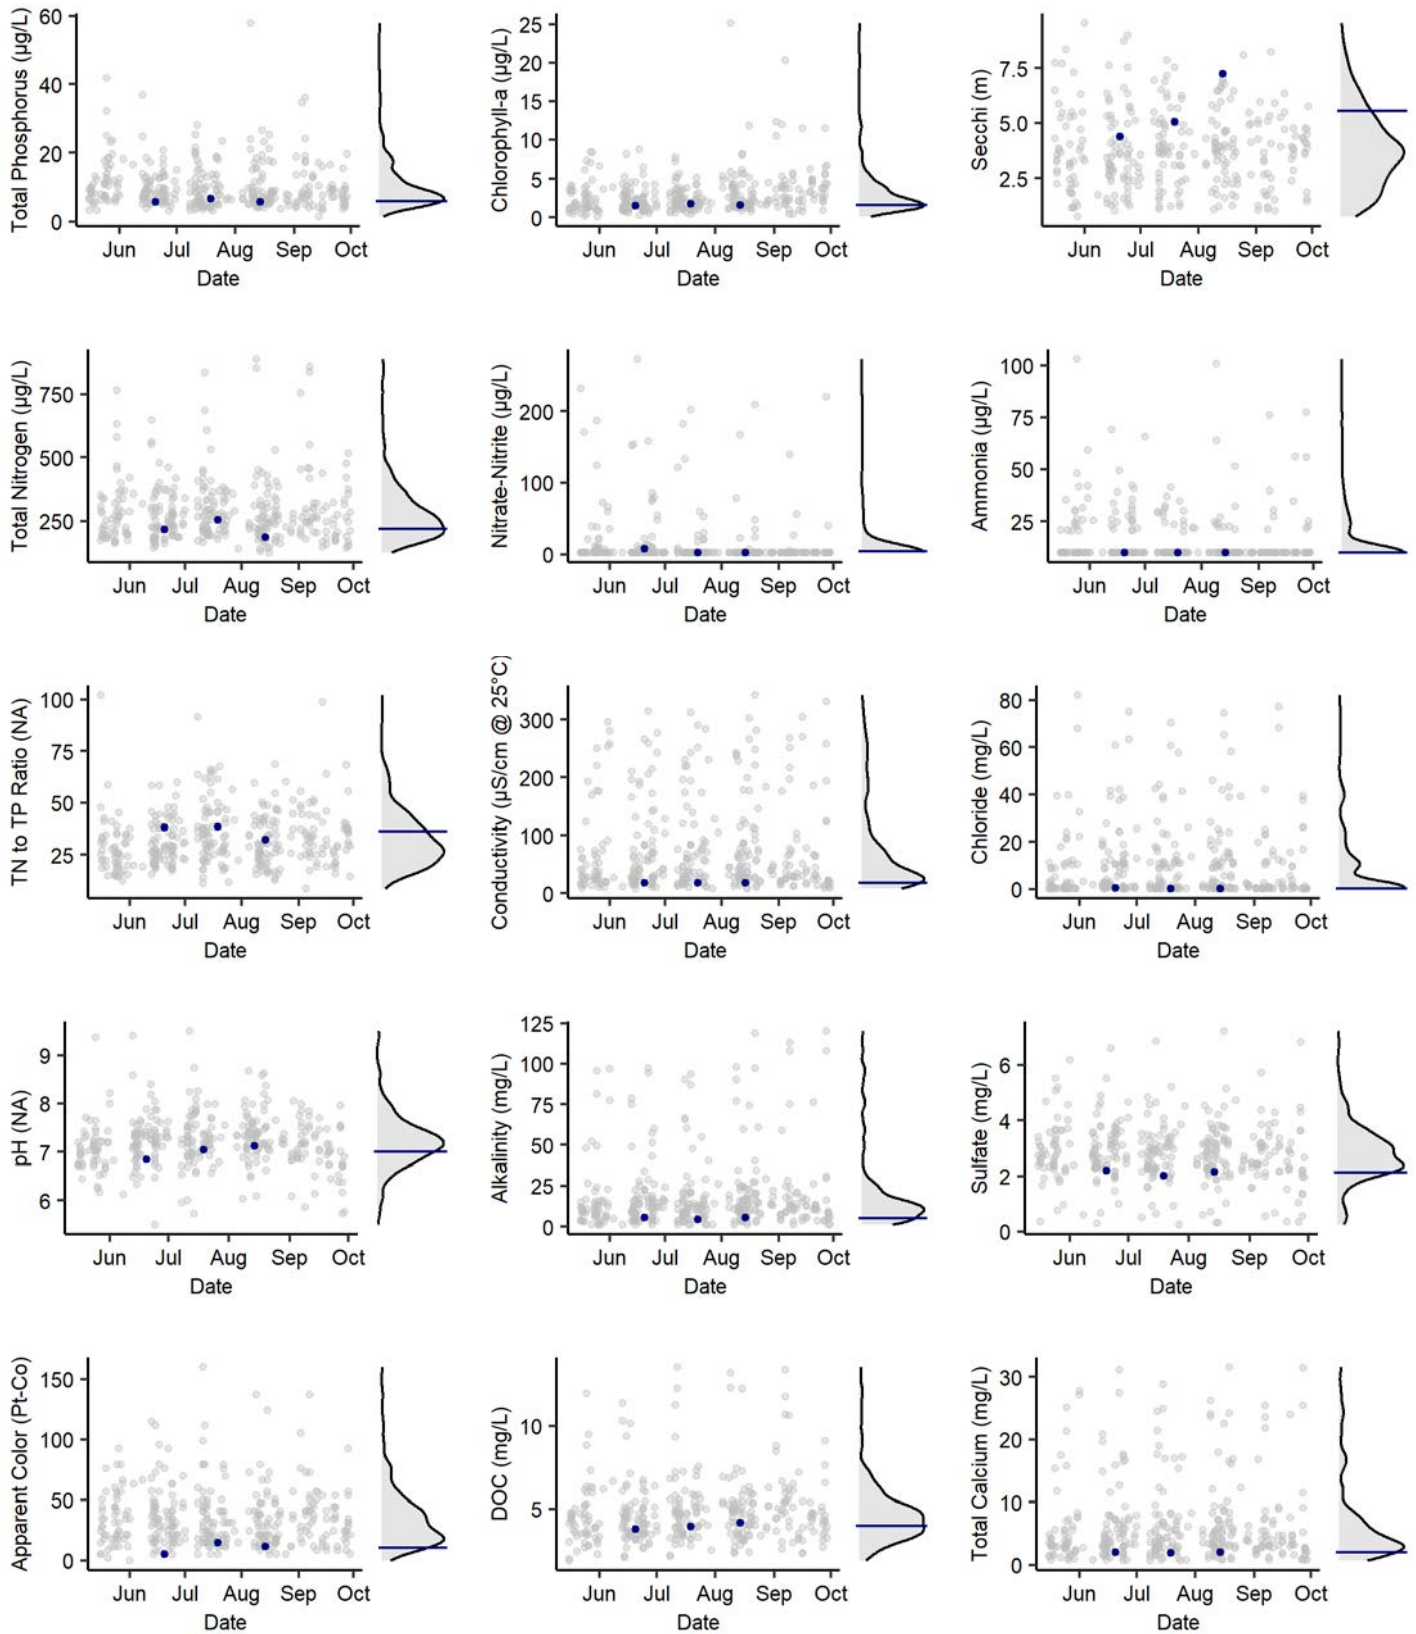 Total Phosphorus (µg/L)
60
40
20
0
Jun Jul Aug Sep Oct
Date
Chlorophyll-a (µg/L)
25
20
15
10
5
0
Jun Jul Aug Sep Oct
Date
Secchi (m)
7.5
5.0
2.5
Jun Jul Aug Sep Oct
Date
Total Nitrogen (µg/L)
750
500
250
Jun Jul Aug Sep Oct
Date
Nitrate-Nitrite (µg/L)
200
100
0
Jun Jul Aug Sep Oct
Date
Ammonia (µg/L)
100
75
50
25
Jun Jul Aug Sep Oct
Date
TN to TP Ratio (NA)
100
75
50
25
Jun Jul Aug Sep Oct
Date
Conductivity (µS/cm @ 25°C)
300
200
100
0
Jun Jul Aug Sep Oct
Date
Chloride (mg/L)
80
60
40
20
0
Jun Jul Aug Sep Oct
Date
pH (NA)
9
8
7
6
Jun Jul Aug Sep Oct
Date
Alkalinity (mg/L)
125
100
75
50
25
0
Jun Jul Aug Sep Oct
Date
Sulfate (mg/L)
6
4
2
0
Jun Jul Aug Sep Oct
Date
Apparent Color (Pt-Co)
150
100
50
0
Jun Jul Aug Sep Oct
Date
DOC (mg/L)
10
5
Jun Jul Aug Sep Oct
Date
Total Calcium (mg/L)
30
20
10
0
Jun Jul Aug Sep Oct
Date